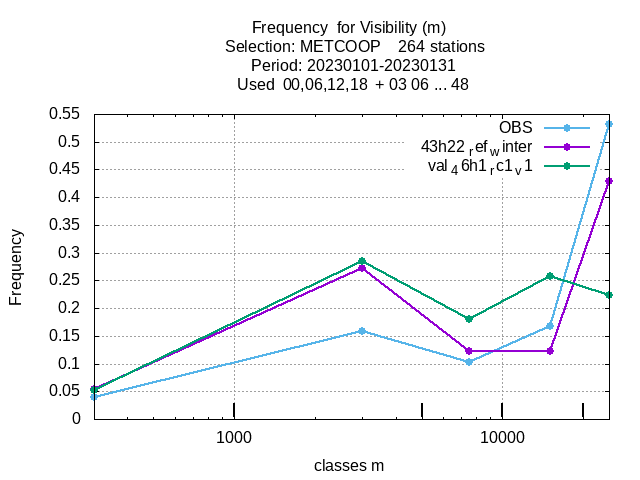 Frequency for Visibility (m)
Selection: METCOOP 264 stations
Period: 20230101-20230131
Used 00,06,12,18 + 03 06 ... 48
OBS
43h22refwinter
val46h1rc1v1
0.55
0.5
0.45
0.4
0.35
0.3
0.25
0.2
0.15
0.1
0.05
0
Frequency
1000
10000
classes m